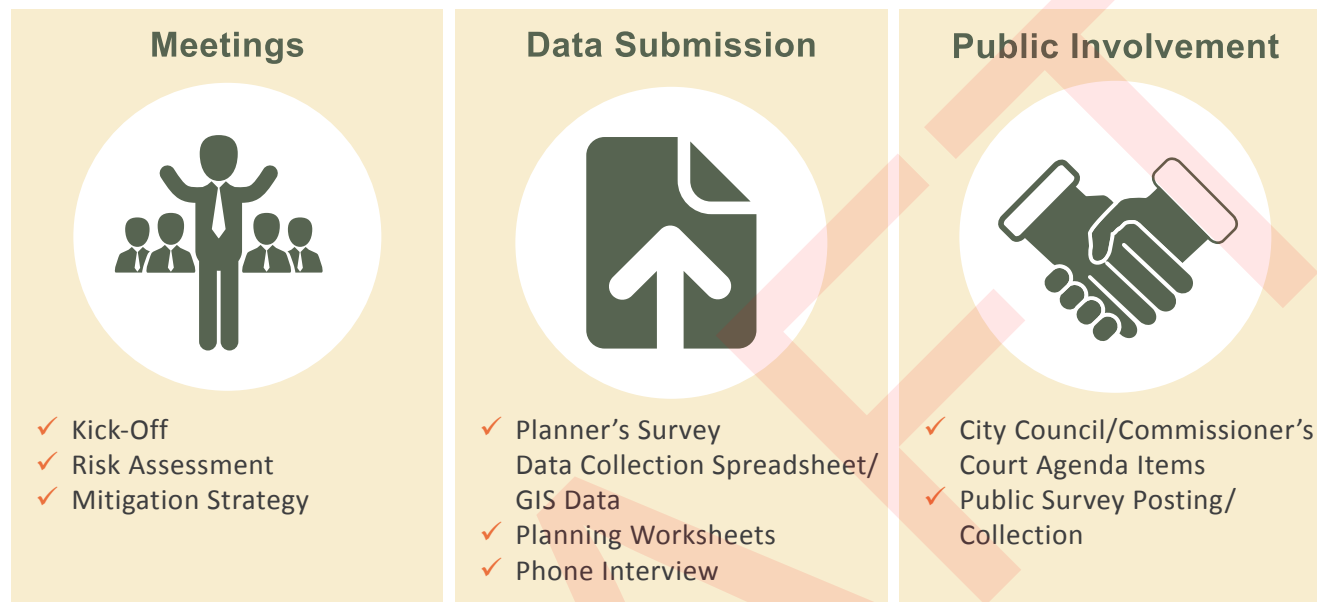 Meetings
Kick-Off
Risk Assessment
Mitigation Strategy
Data Submission
Planner’s Survey
Data Collection Spreadsheet/
GIS Data
Planning Worksheets
Phone Interview
Public Involvement
City Council/Commissioner’s
Court Agenda Items
Public Survey Posting/
Collection